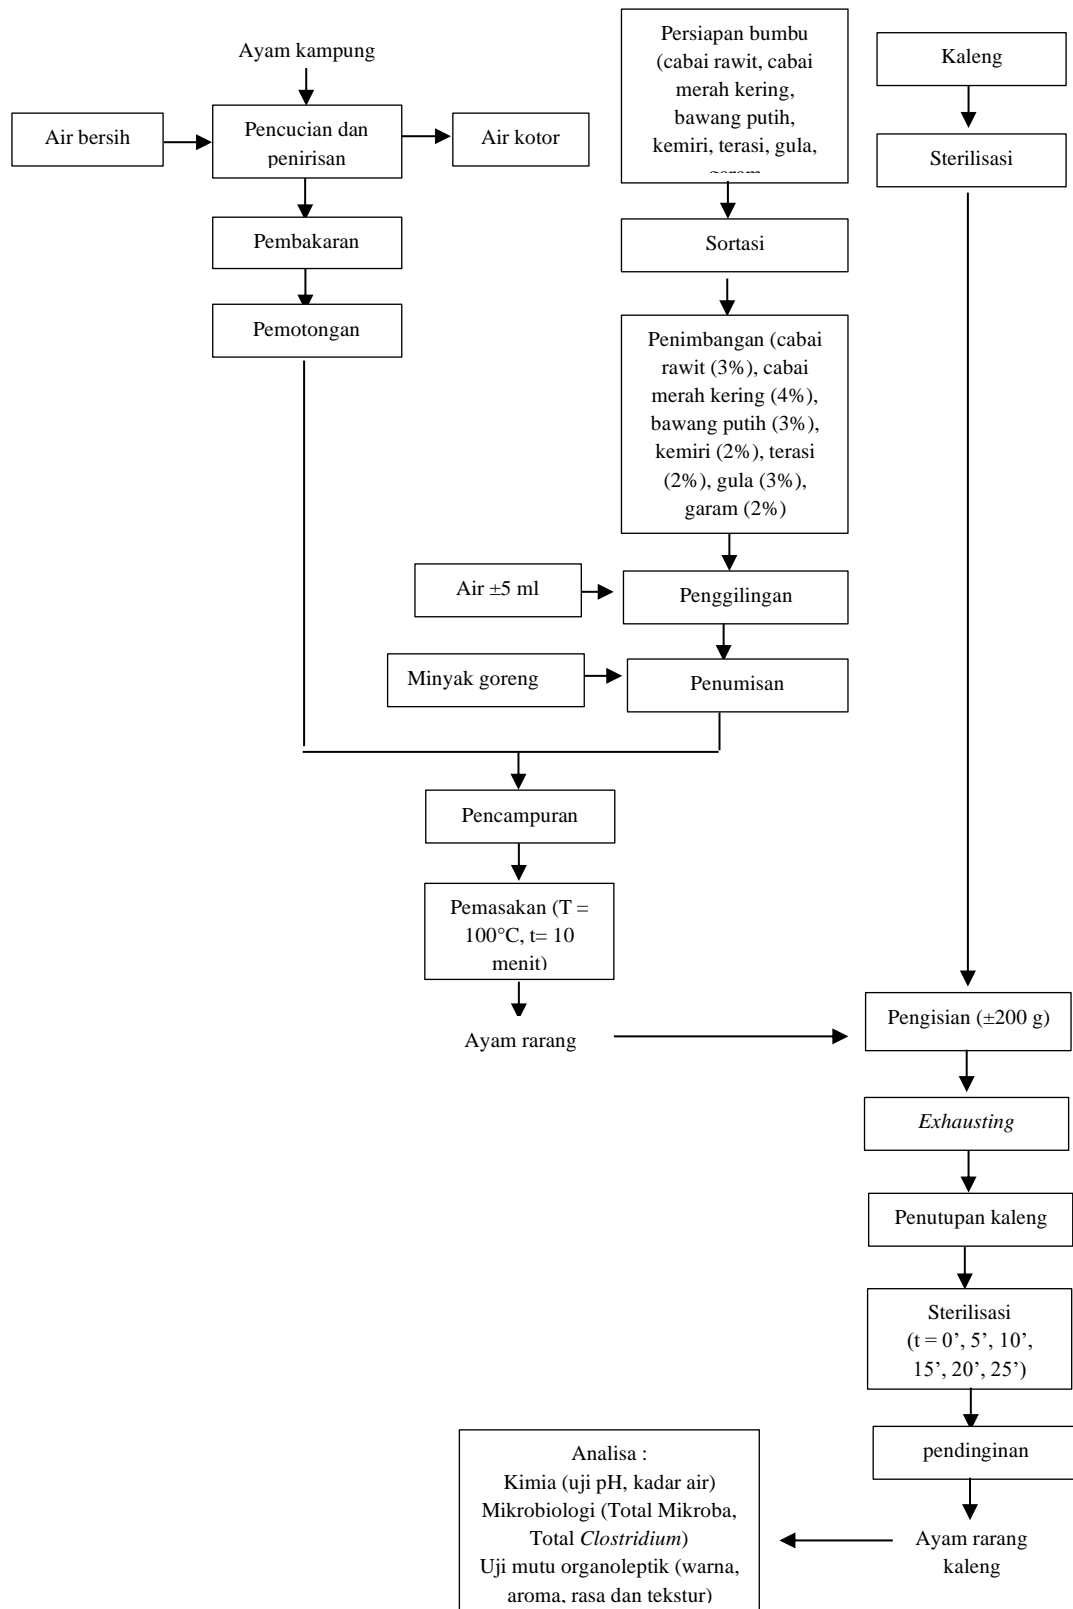 Ayam kampung
Air bersih
Pencucian dan
penirisan
Air kotor
Pembakaran
Pemotongan
Persiapan bumbu
(cabai rawit, cabai
merah kering,
bawang putih,
kemiri, terasi, gula,
Sortasi
Penimbangan (cabai
rawit (3%), cabai
merah kering (4%),
bawang putih (3%),
kemiri (2%), terasi
(2%), gula (3%),
garam (2%)
Air ±5 ml
Penggilingan
Minyak goreng
Penumisan
Pencampuran
Pemasakan (T =
100°C, t= 10
menit)
Ayam rarang
Kaleng
Sterilisasi
Pengisian (±200 g)
Exhausting
Penutupan kaleng
Sterilisasi
(t = 0’, 5’, 10’,
15’, 20’, 25’)
pendinginan
Ayam rarang
kaleng
Analisa :
Kimia (uji pH, kadar air)
Mikrobiologi (Total Mikroba,
Total Clostridium)
Uji mutu organoleptik (warna,
aroma, rasa dan tekstur)